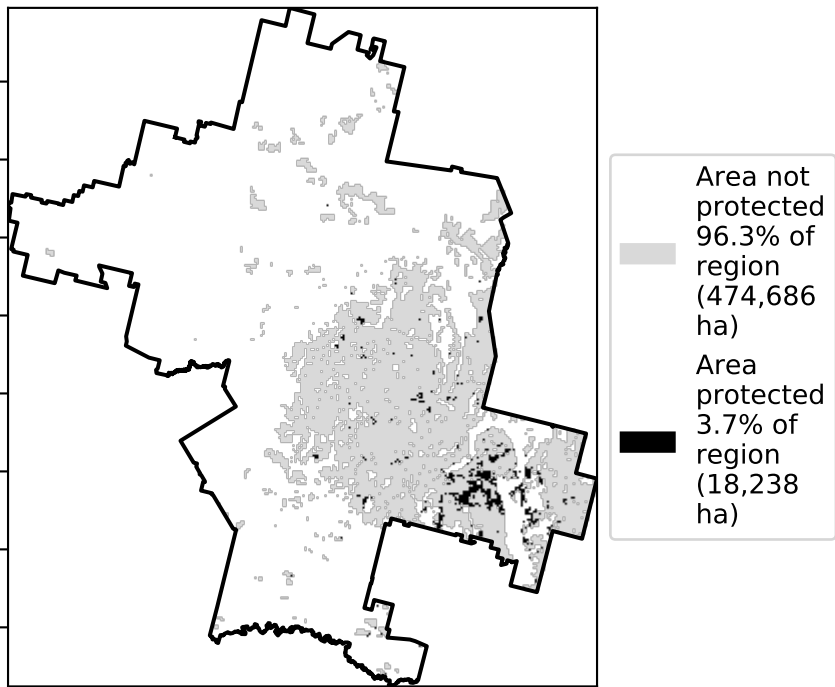 Area not
protected
96.3% of
region
(474,686
ha)
Area
protected
3.7% of
region
(18,238
ha)